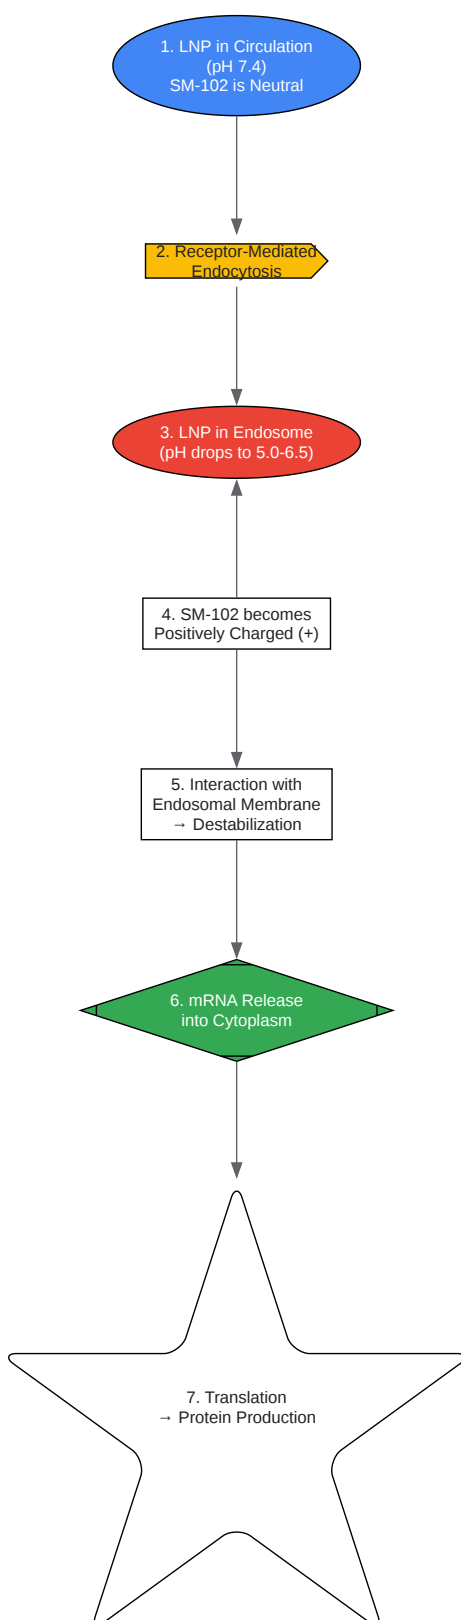 1. LNP in Circulation
(pH 7.4)
SM-102 is Neutral
2. Receptor-Mediated
Endocytosis
3. LNP in Endosome
(pH drops to 5.0-6.5)
4. SM-102 becomes
Positively Charged (+)
5. Interaction with
Endosomal Membrane
→ Destabilization
6. mRNA Release
into Cytoplasm
7. Translation
→ Protein Production